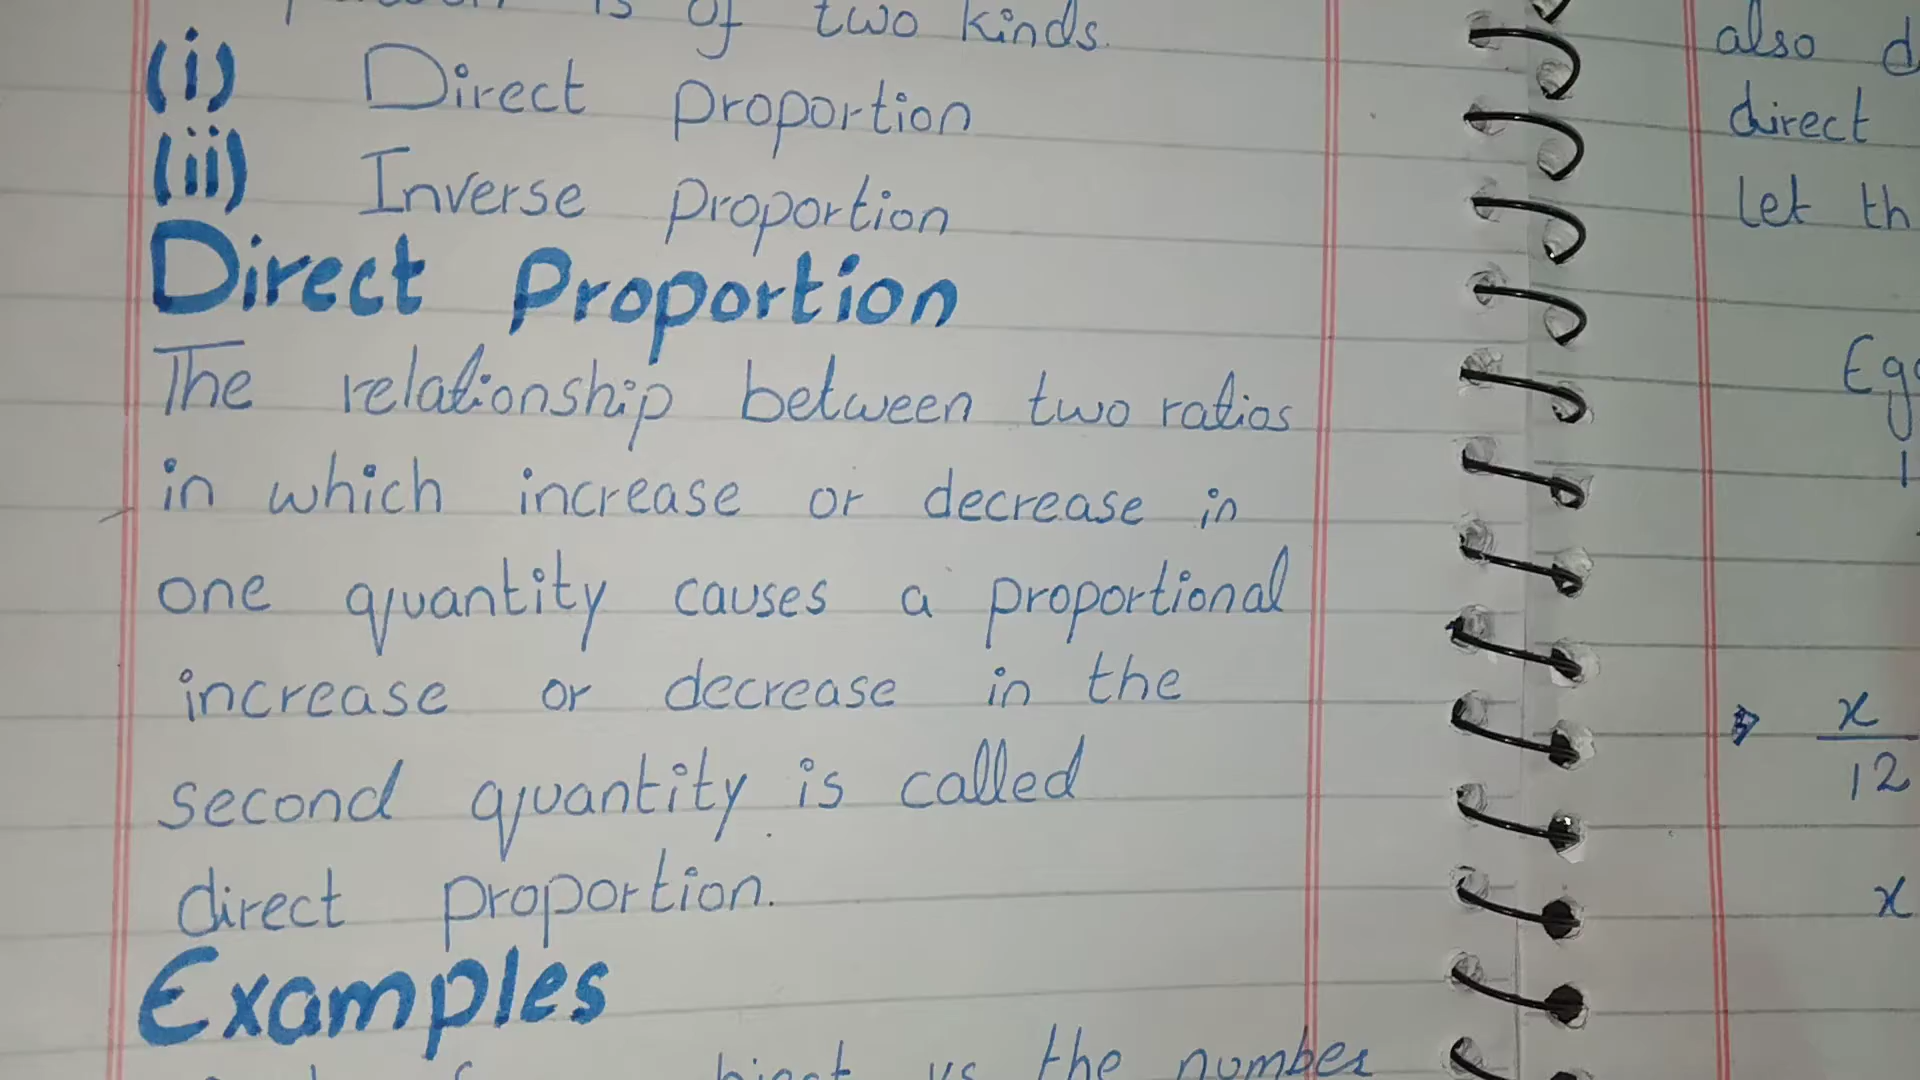 is of two kinds.
(i) Direct proportion
(ii) Inverse proportion
Direct Proportion
The relationship between two ratios
in which increase or decrease in
one quantity causes a proportional
increase or decrease in the
second quantity is called
direct proportion.
Examples
vs the number
also
direct
let
x
12
x